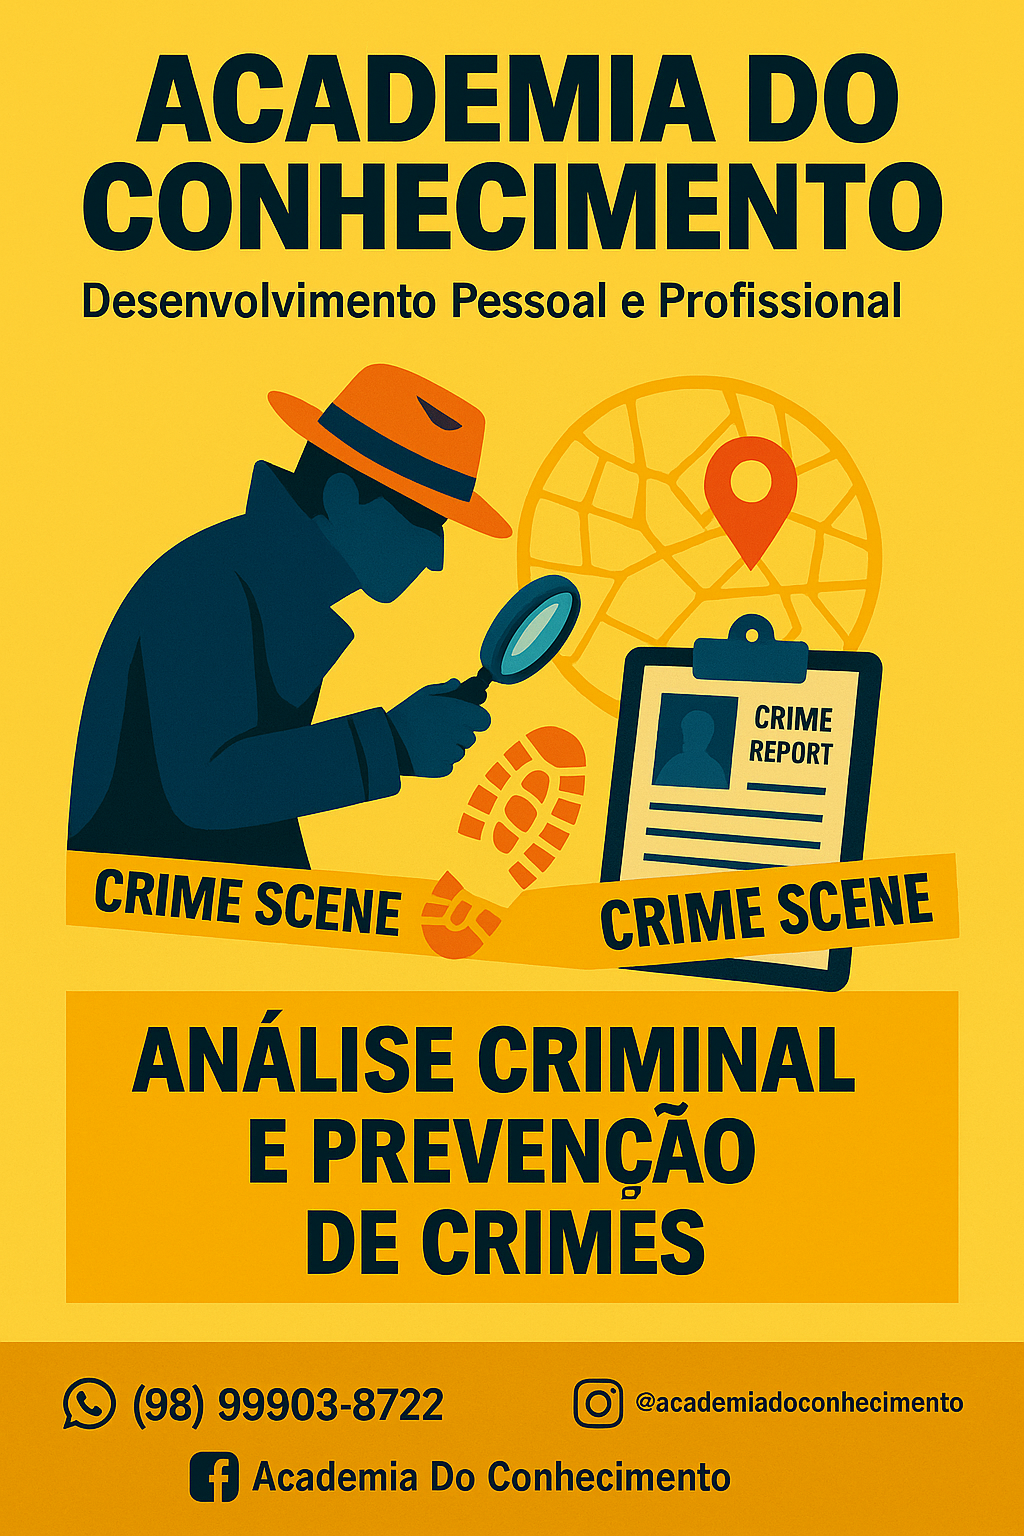 ACADEMIA DO
CONHECIMENTO
Desenvolvimento Pessoal e Profissional
CRIME
REPORT
CRIME SCENE
CRIME SCENE
ANÁLISE CRIMINAL
E PREVENÇÃO
DE CRIMES
(98) 99903-8722
@academiadoconhecimento
Academia Do Conhecimento